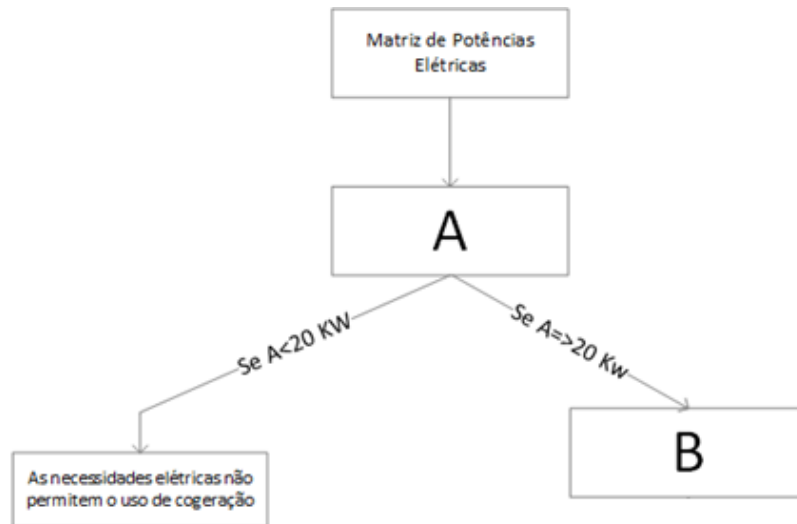 Matriz de Potências
Elétricas
A
Se A<20 KW
Se A=>20 Kw
B
As necessidades elétricas não
permitem o uso de cogeração